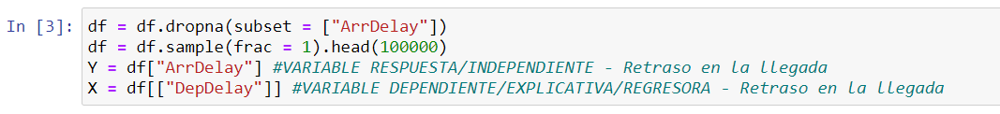 In [3]: df = df.dropna(subset = ["ArrDelay"])
df = df.sample(frac = 1).head(100000)
Y = df["ArrDelay"] #VARIABLE RESPUESTA/INDEPENDIENTE - Retraso en la llegada
X = df[["DepDelay"]] #VARIABLE DEPENDIENTE/EXPLICATIVA/REGRESORA - Retraso en la llegada